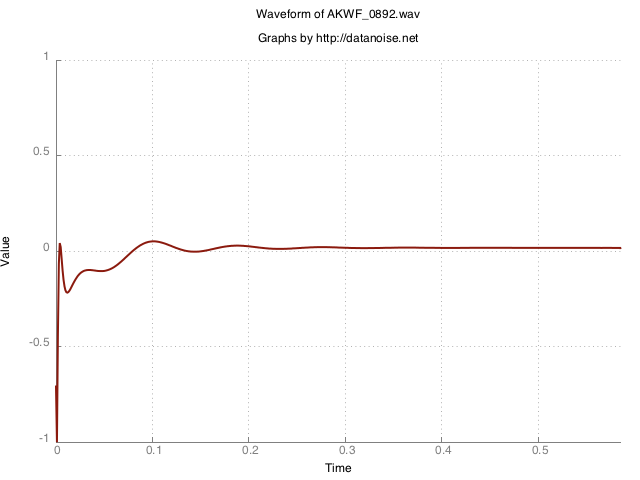 Waveform of AKWF_0892.wav
Graphs by http://datanoise.net
1
0.5
0
-0.5
-1
Value
0 0.1 0.2 0.3 0.4 0.5
Time